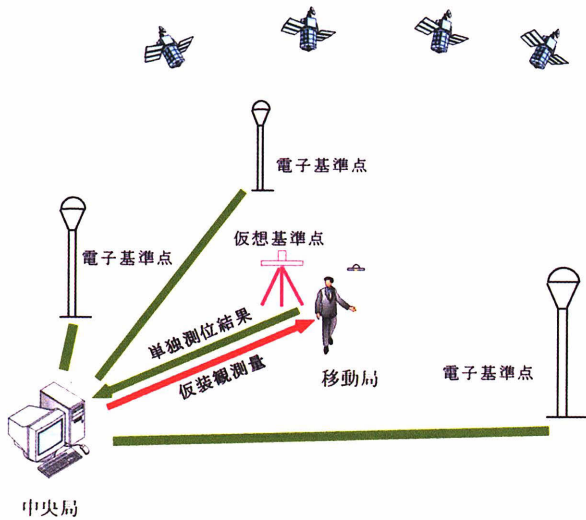 電子基準点
仮想基準点
電子基準点
単独測位結果
仮装観測量
移動局
電子基準点
中央局